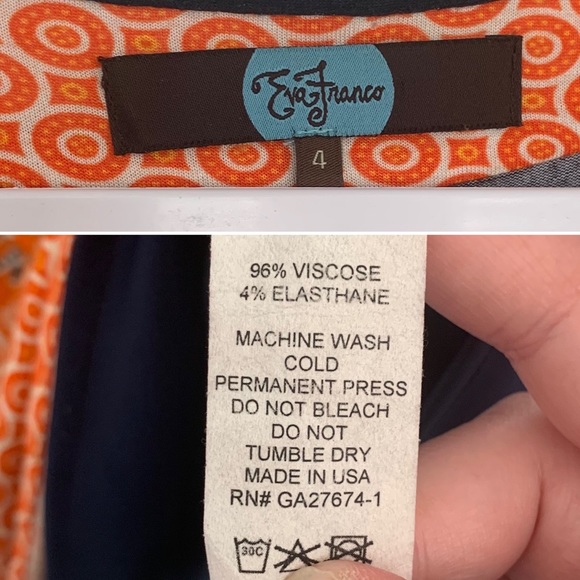 Eva Franco
4
96% VISCOSE
4% ELASTHANE
MACHINE WASH
COLD
PERMANENT PRESS
DO NOT BLEACH
DO NOT
TUMBLE DRY
MADE IN USA
RN# GA27674-1
30C